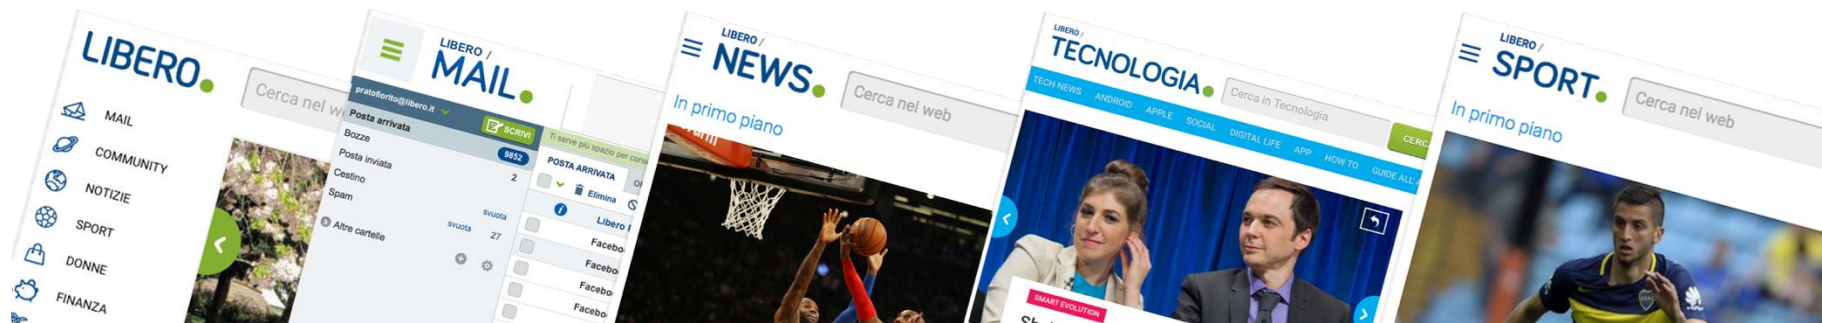 LIBERO
Cerca nel w
MAIL
COMMUNITY
NOTIZIE
SPORT
DONNE
FINANZA
LIBERO /
MAIL
pratofiorito@libero.it
SCRIVI
Posta arrivata
9852
Bozze
Posta inviata
2
Cestino
svuota
Spam
svuota
27
Altre cartelle
Ti serve più spazio per cons
POSTA ARRIVATA
Elimina
Libero
Facebo
Facebo
Facebo
Facebo
LIBERO /
NEWS
Cerca nel web
In primo piano
LIBERO /
TECNOLOGIA
Cerca in Tecnologia
CERC
TECH NEWS ANDROID APPLE SOCIAL DIGITAL LIFE APP HOW TO GUIDE ALL'
SMART EVOLUTION
LIBERO /
SPORT
Cerca nel web
In primo piano